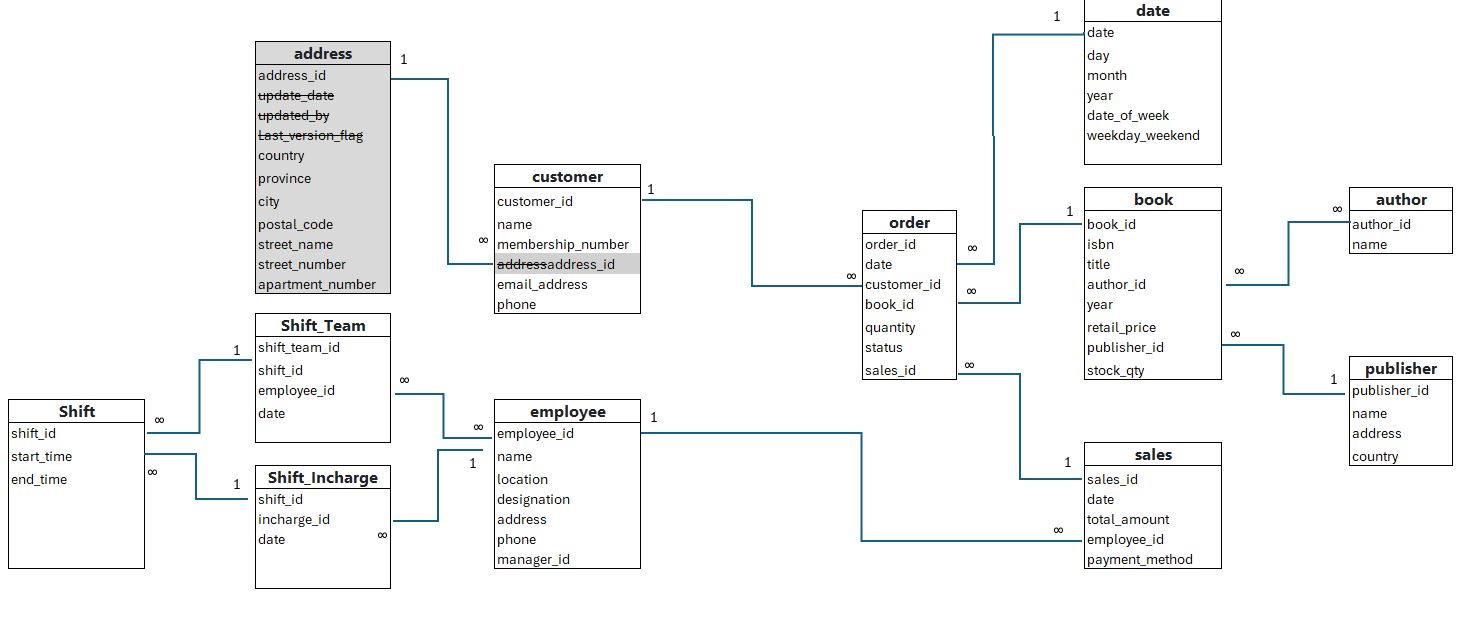 address
address_id
update_date
updated_by
Last_version_flag
country
province
city
postal_code
street_name
street_number
apartment_number
1
∞
customer
customer_id
name
membership_number
addressaddress_id
email_address
phone
1
∞
order
order_id
date
customer_id
book_id
quantity
status
sales_id
∞
∞
∞
1
date
date
day
month
year
date_of_week
weekday_weekend
1
book
book_id
isbn
title
author_id
year
retail_price
publisher_id
stock_qty
∞
∞
∞
author
author_id
name
1
publisher
publisher_id
name
address
country
Shift
shift_id
start_time
end_time
∞
∞
1
1
Shift_Team
shift_team_id
shift_id
employee_id
date
∞
∞
Shift_Incharge
shift_id
incharge_id
date
∞
1
employee
employee_id
name
location
designation
address
phone
manager_id
1
1
∞
sales
sales_id
date
total_amount
employee_id
payment_method